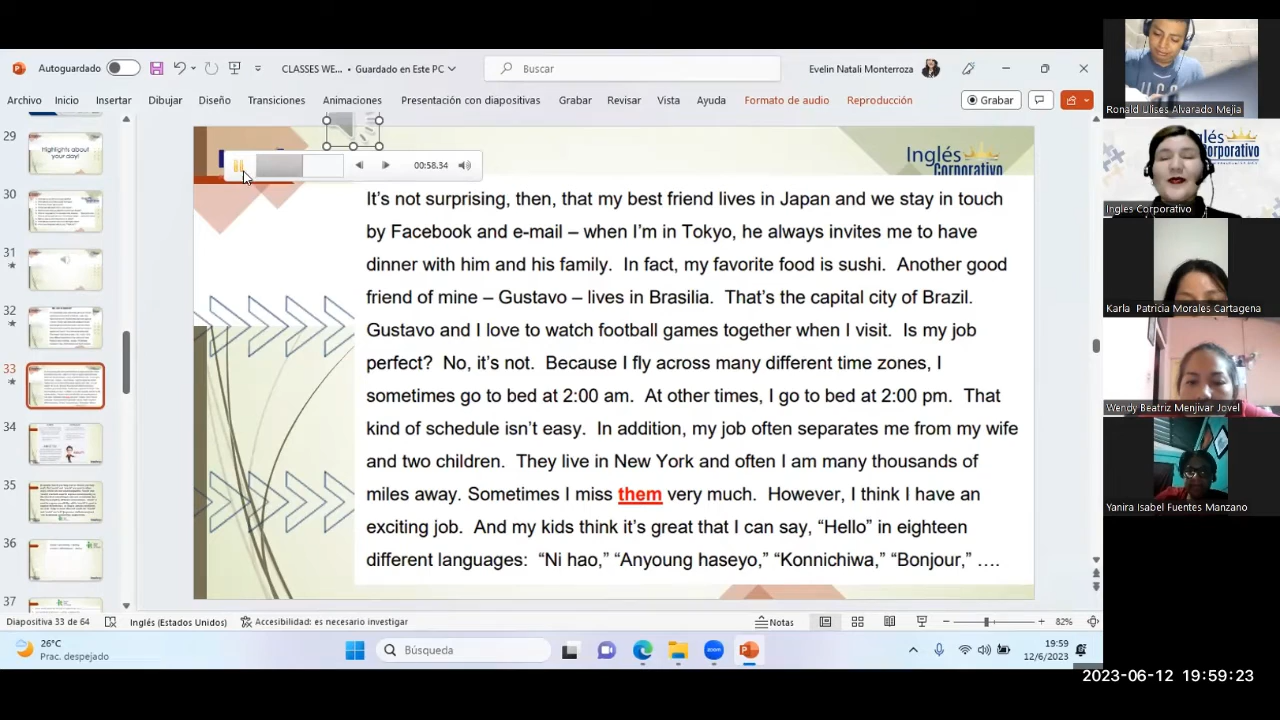 Autoguardado
CLASSES WE... • Guardado en Este PC
Buscar
Evelin Natali Monterroza
Archivo Inicio Insertar Dibujar Diseño Transiciones Animaciones Presentación con diapositivas Grabar Revisar Vista Ayuda Formato de audio Reproducción
Grabar
29
Highlights about
your day!
30
31
32
33
34
35
36
37
00:58.34
Inglés
Corporativo
It's not surprising, then, that my best friend lives in Japan and we stay in touch
by Facebook and e-mail – when I'm in Tokyo, he always invites me to have
dinner with him and his family. In fact, my favorite food is sushi. Another good
friend of mine – Gustavo – lives in Brasilia. That's the capital city of Brazil.
Gustavo and I love to watch football games together when I visit. Is my job
perfect? No, it's not. Because I fly across many different time zones, I
sometimes go to bed at 2:00 am. At other times, I go to bed at 2:00 pm. That
kind of schedule isn't easy. In addition, my job often separates me from my wife
and two children. They live in New York and often I am many thousands of
miles away. Sometimes I miss them very much. However, I think I have an
exciting job. And my kids think it's great that I can say, "Hello" in eighteen
different languages: "Ni hao," "Anyoung haseyo," "Konnichiwa," "Bonjour," ….
Diapositiva 33 de 64
Inglés (Estados Unidos)
Accesibilidad: es necesario investigar
Notas
82%
26°C
Prac. despejado
Búsqueda
zoom
19:59
12/6/2023
Ronald Ulises Alvarado Mejia
Inglés
Corporativo
Ingles Corporativo
Karla Patricia Morales Cartagena
Wendy Beatriz Menjivar Jovel
Yanira Isabel Fuentes Manzano
2023-06-12 19:59:23